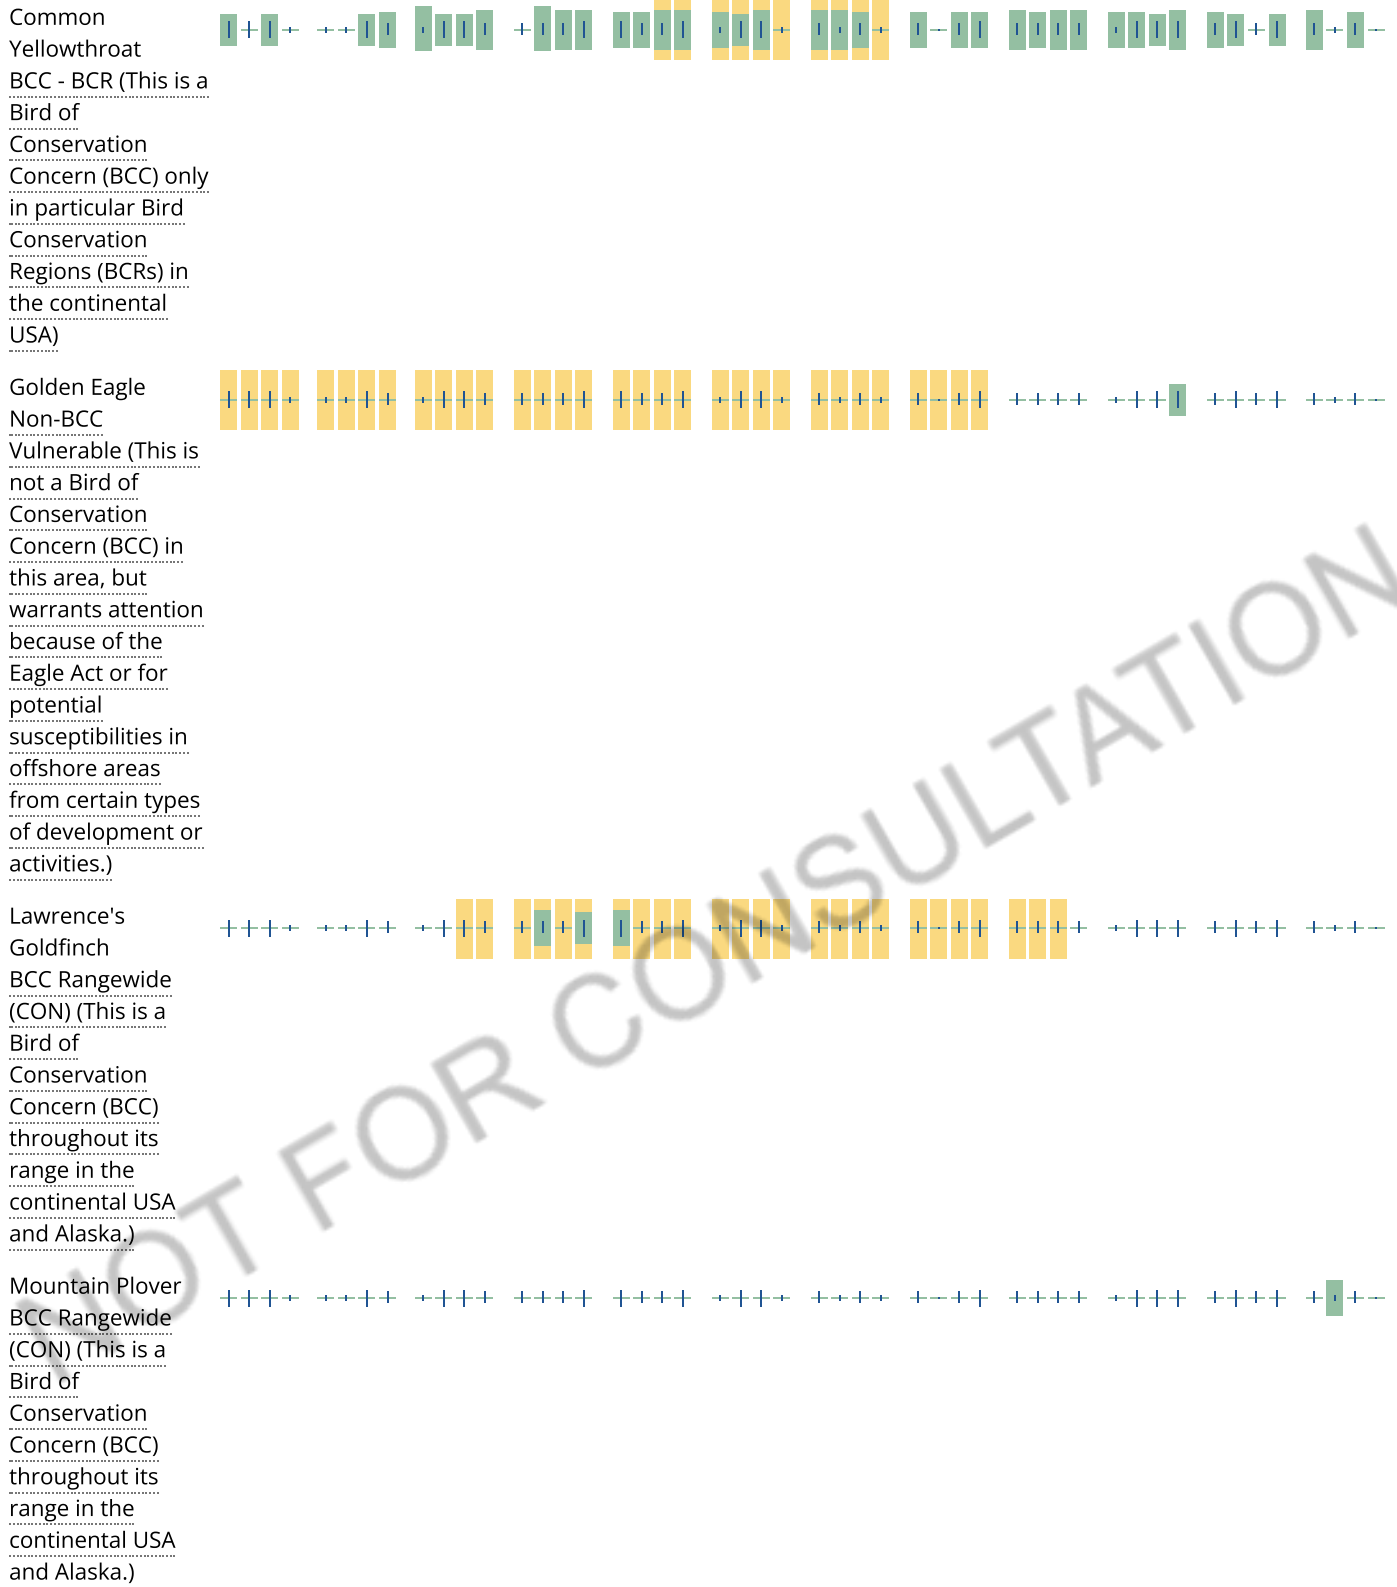 Common
Yellowthroat
BCC - BCR (This is a
Bird of
Conservation
Concern (BCC) only
in particular Bird
Conservation
Regions (BCRs) in
the continental
USA)
Golden Eagle
Non-BCC
Vulnerable (This is
not a Bird of
Conservation
Concern (BCC) in
this area, but
warrants attention
because of the
Eagle Act or for
potential
susceptibilities in
offshore areas
from certain types
of development or
activities.)
Lawrence's
Goldfinch
BCC Rangewide
(CON) (This is a
Bird of
Conservation
Concern (BCC)
throughout its
range in the
continental USA
and Alaska.)
Mountain Plover
BCC Rangewide
(CON) (This is a
Bird of
Conservation
Concern (BCC)
throughout its
range in the
continental USA
and Alaska.)
NOT FOR CONSULTATION